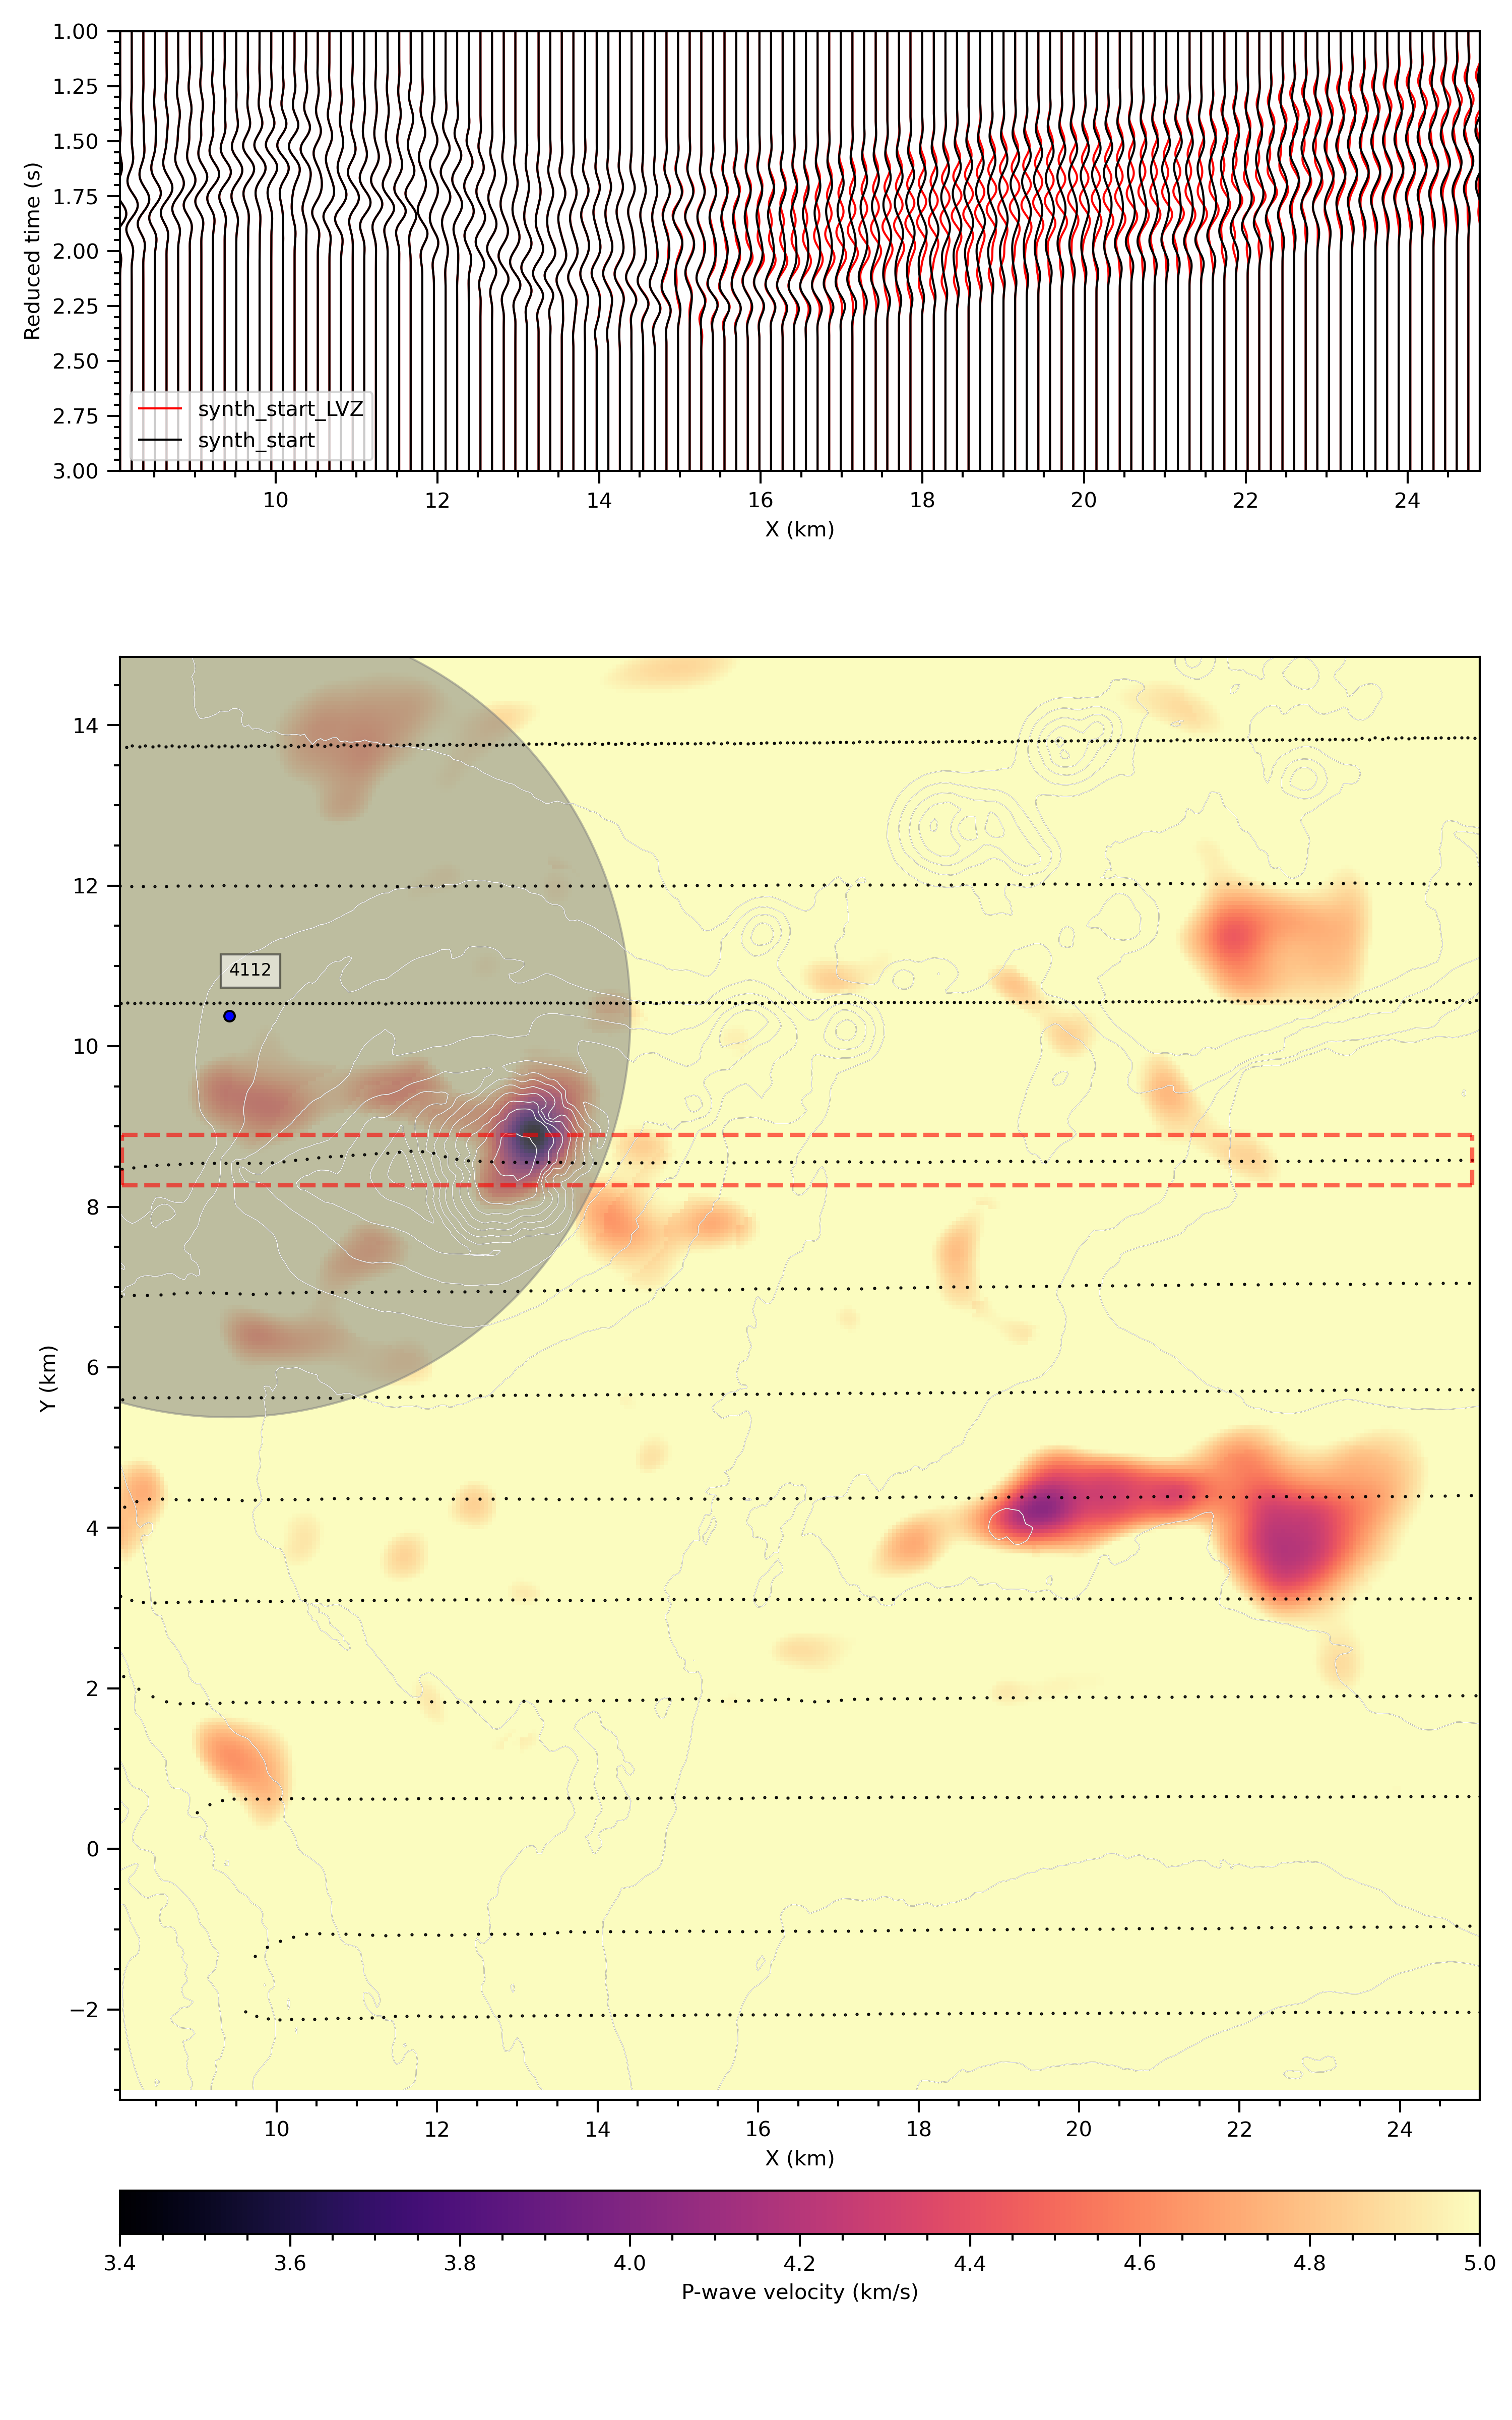 1.00
1.25
1.50
1.75
2.00
2.25
2.50
2.75
3.00
Reduced time (s)
synth_start_LVZ
synth_start
10 12 14 16 18 20 22 24
X (km)
14
12
10
8
6
4
2
0
−2
Y (km)
4112
10 12 14 16 18 20 22 24
X (km)
3.4 3.6 3.8 4.0 4.2 4.4 4.6 4.8 5.0
P-wave velocity (km/s)